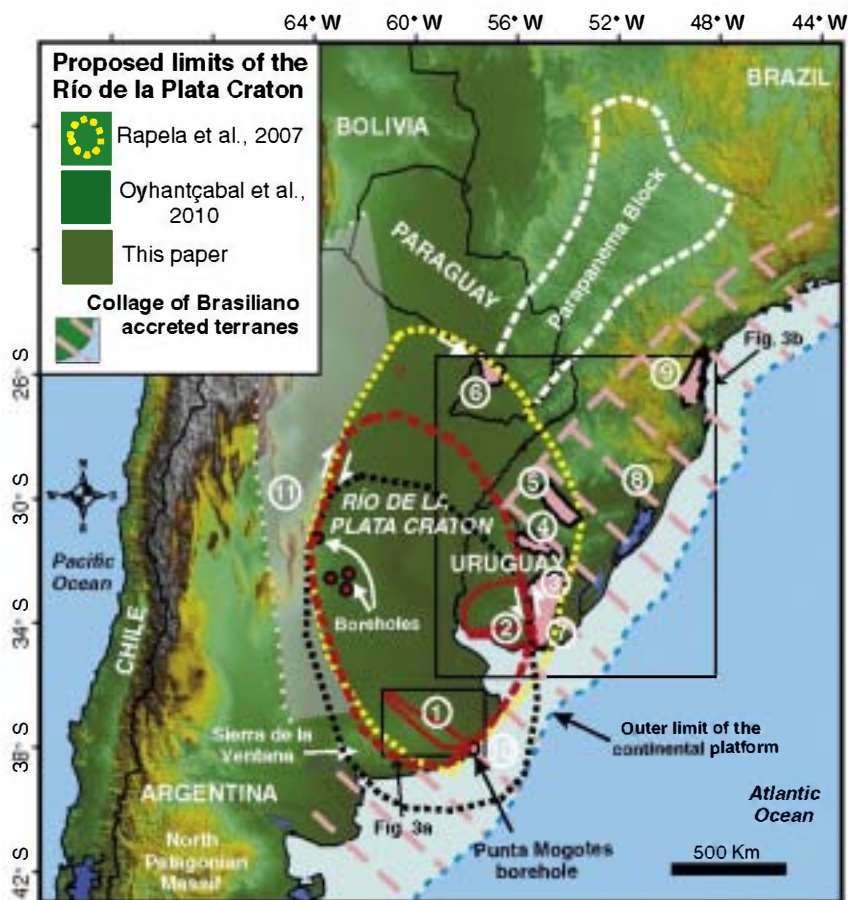 64 °W 60 °W 56 °W 52 °W 48 °W 44 °W
Proposed limits of the
Río de la Plata Craton
Rapela et al., 2007
Oyhantçabal et al.,
2010
This paper
Collage of Brasiliano
accreted terranes
BRAZIL
BOLIVIA
PARAGUAY
Parapanema Block
Fig. 3b
26° S
30° S
34° S
38° S
42° S
N
W E
S
Pacific
Ocean
CHILE
RÍO DE LA
PLATA CRATON
URUGUAY
Boreholes
1
2
3
4
5
6
7
8
9
11
Sierra de la
Ventana
ARGENTINA
North
Patagonian
Massif
Fig. 3a
Punta Mogotes
borehole
Outer limit of the
continental platform
Atlantic
Ocean
500 Km